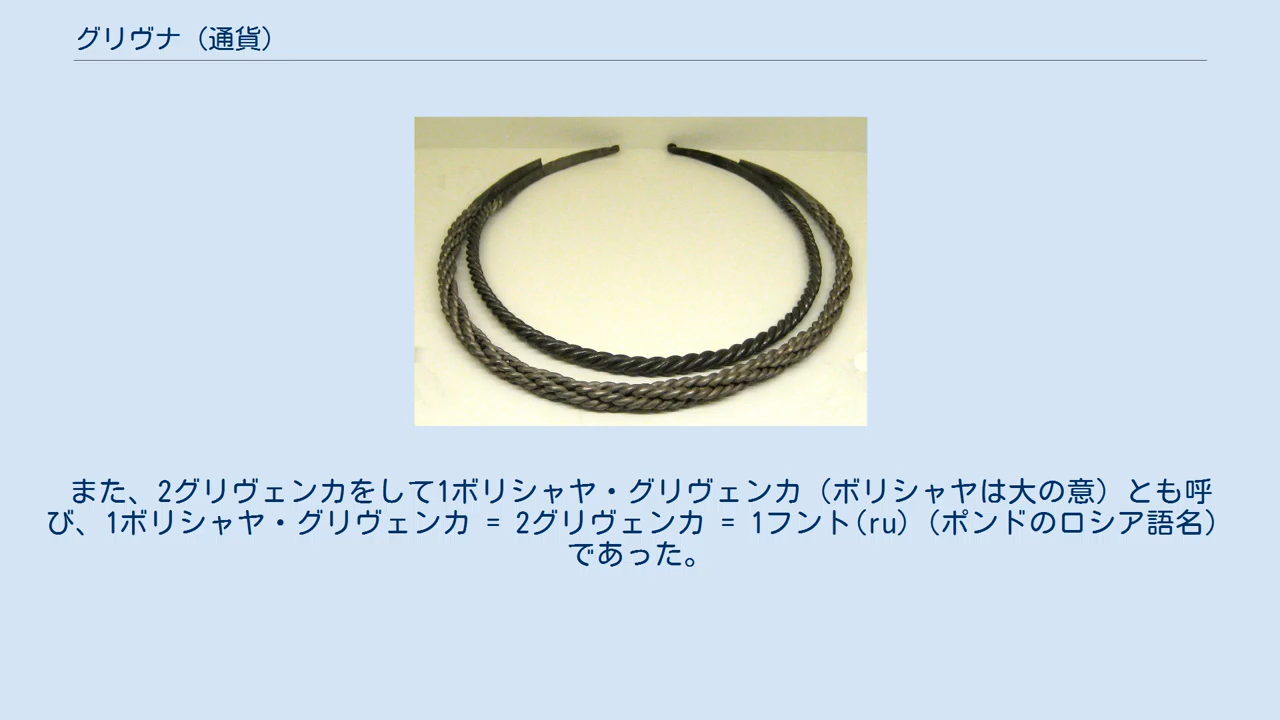 グリヴナ（通貨）
また、2グリヴェンカをして1ボリシャヤ・グリヴェンカ（ボリシャヤは大の意）とも呼
び、1ボリシャヤ・グリヴェンカ = 2グリヴェンカ = 1フント(ru)（ポンドのロシア語名）
であった。